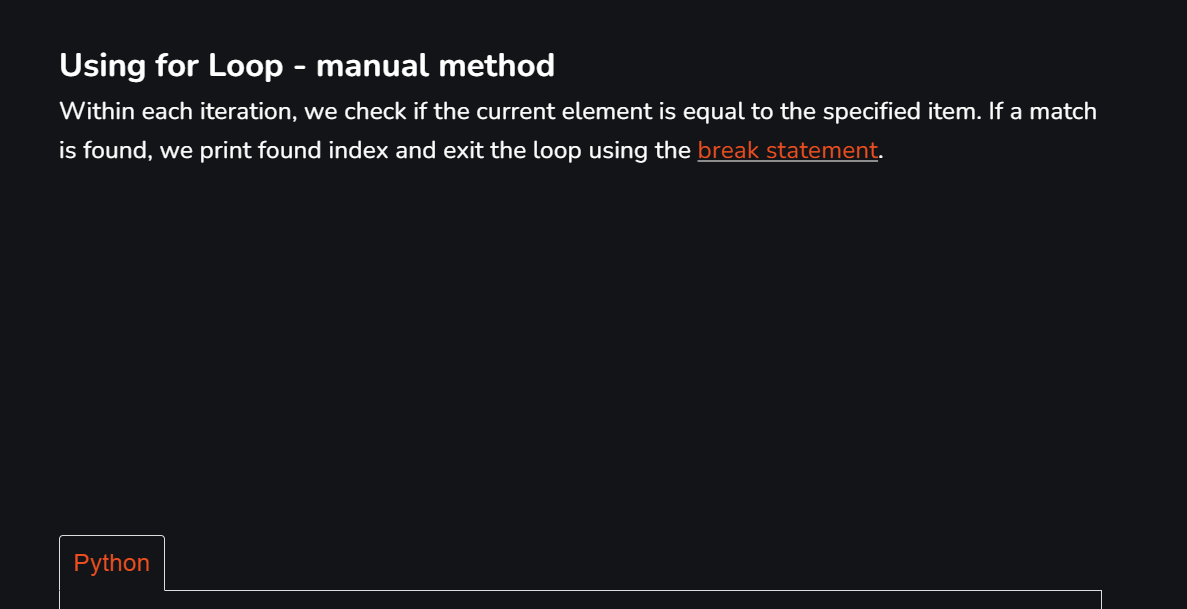 Using for Loop - manual method
Within each iteration, we check if the current element is equal to the specified item. If a match
is found, we print found index and exit the loop using the break statement.
Python